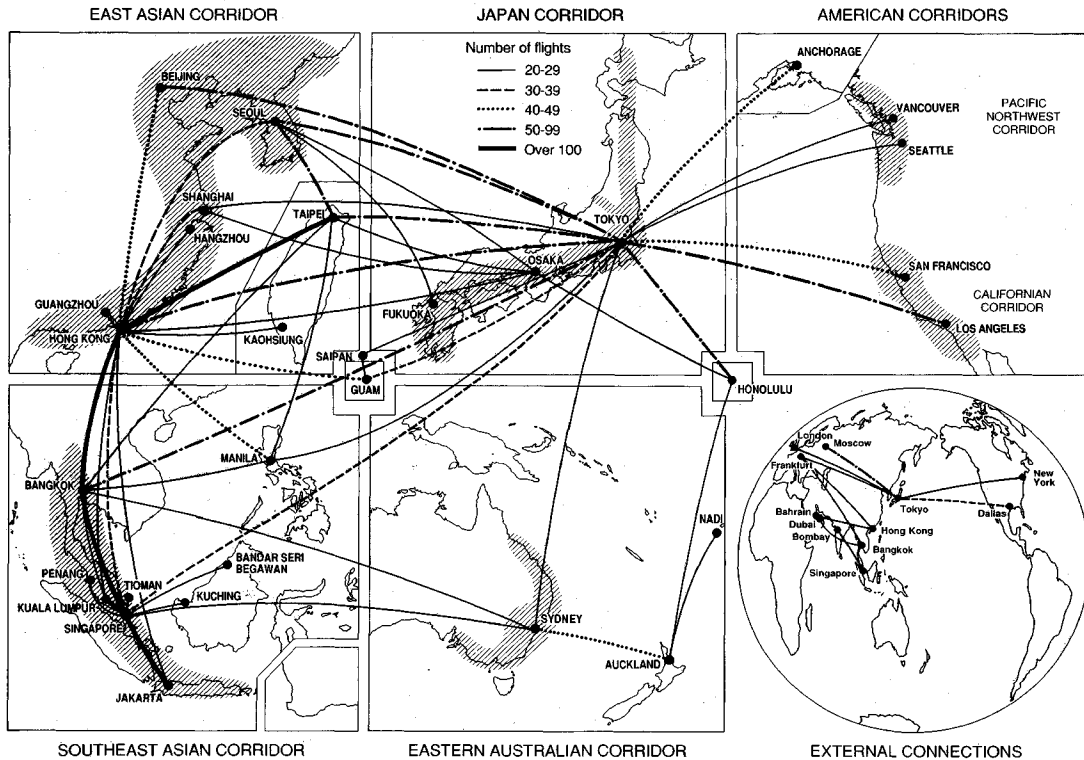 EAST ASIAN CORRIDOR
JAPAN CORRIDOR
AMERICAN CORRIDORS
Number of flights
20-29
30-39
40-49
50-99
Over 100
BEIJING
SEOUL
SHANGHAI
HANGZHOU
TAIPEI
GUANGZHOU
HONG KONG
KAOHSIUNG
SAIPAN
GUAM
TOKYO
OSAKA
FUKUOKA
ANCHORAGE
VANCOUVER
SEATTLE
PACIFIC
NORTHWEST
CORRIDOR
SAN FRANCISCO
CALIFORNIAN
CORRIDOR
LOS ANGELES
HONOLULU
MANILA
BANGKOK
PENANG
TIOMAN
KUALA LUMPUR
SINGAPORE
BANDAR SERI
BEGAWAN
KUCHING
JAKARTA
NADI
SYDNEY
AUCKLAND
London
Moscow
Frankfurt
New
York
Tokyo
Dallas
Bahrain
Dubai
Bombay
Hong Kong
Bangkok
Singapore
SOUTHEAST ASIAN CORRIDOR
EASTERN AUSTRALIAN CORRIDOR
EXTERNAL CONNECTIONS